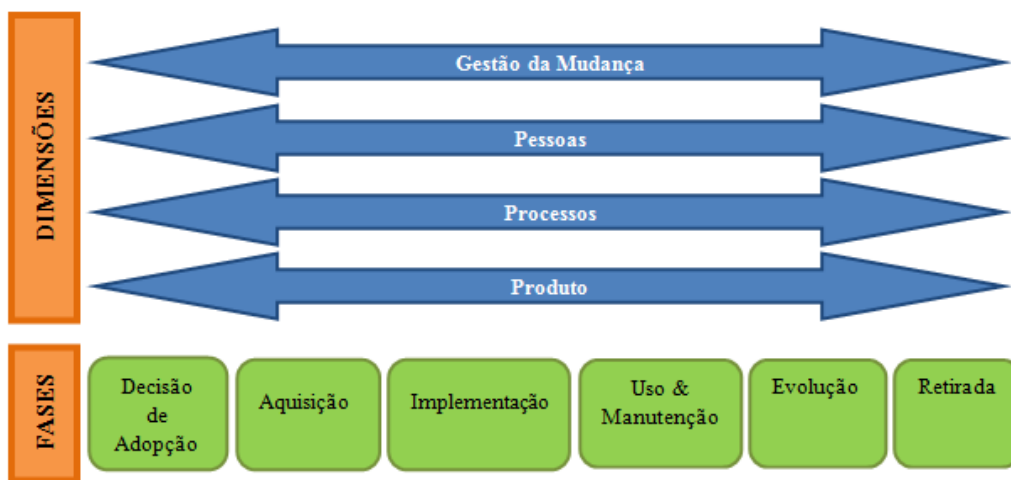 DIMENSÕES
Gestão da Mudança
Pessoas
Processos
Produto
FASES
Decisão
de
Adopção
Aquisição
Implementação
Uso &
Manutenção
Evolução
Retirada